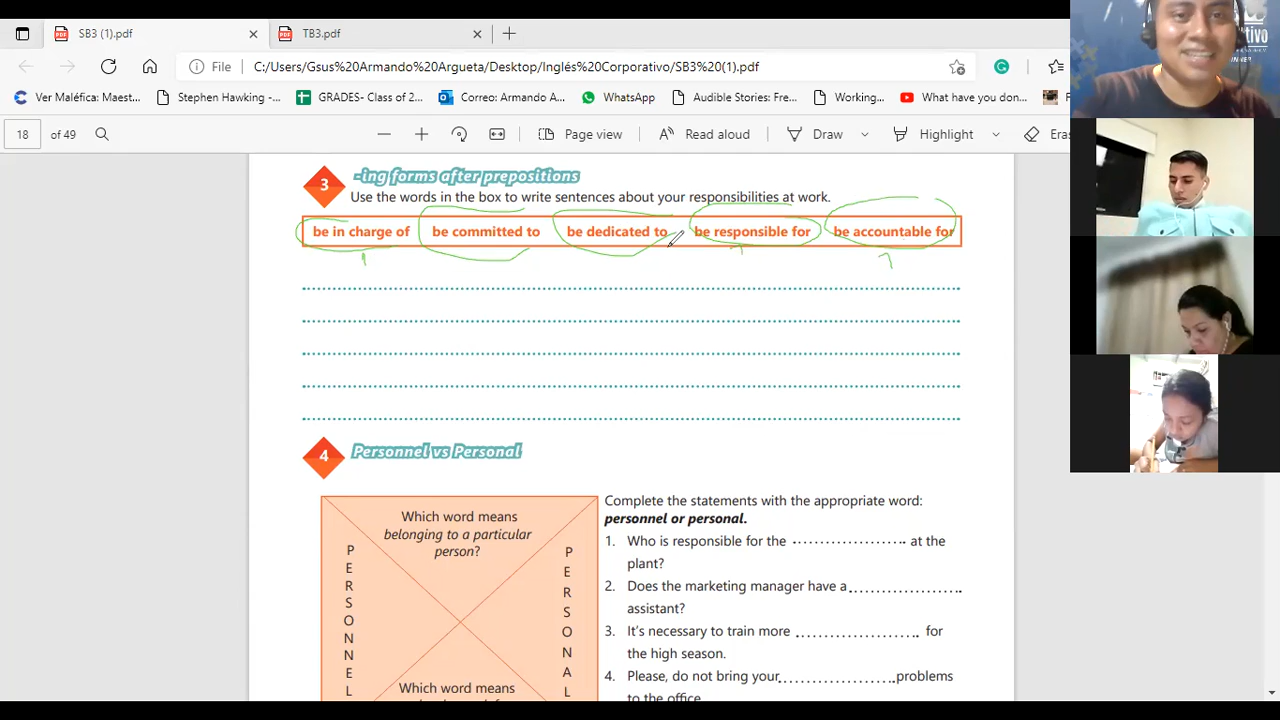 SB3 (1).pdf
TB3.pdf
File
C:/Users/Gsus%20Armando%20Argueta/Desktop/Inglés%20Corporativo/SB3%20(1).pdf
Ver Maléfica: Maest...
Stephen Hawking -...
GRADES- Class of 2...
Correo: Armando A...
WhatsApp
Audible Stories: Fre...
Working...
What have you don...
18
of 49
Page view
Read aloud
Draw
Highlight
Eras
3
-ing forms after prepositions
Use the words in the box to write sentences about your responsibilities at work.
be in charge of be committed to be dedicated to be responsible for be accountable for
4
Personnel vs Personal
Which word means
belonging to a particular
person?
PERSONNEL
PERSONAL
Which word means
Complete the statements with the appropriate word:
personnel or personal.
1. Who is responsible for the ................... at the
plant?
2. Does the marketing manager have a....................
assistant?
3. It's necessary to train more .................... for
the high season.
4. Please, do not bring your....................problems
to the office.